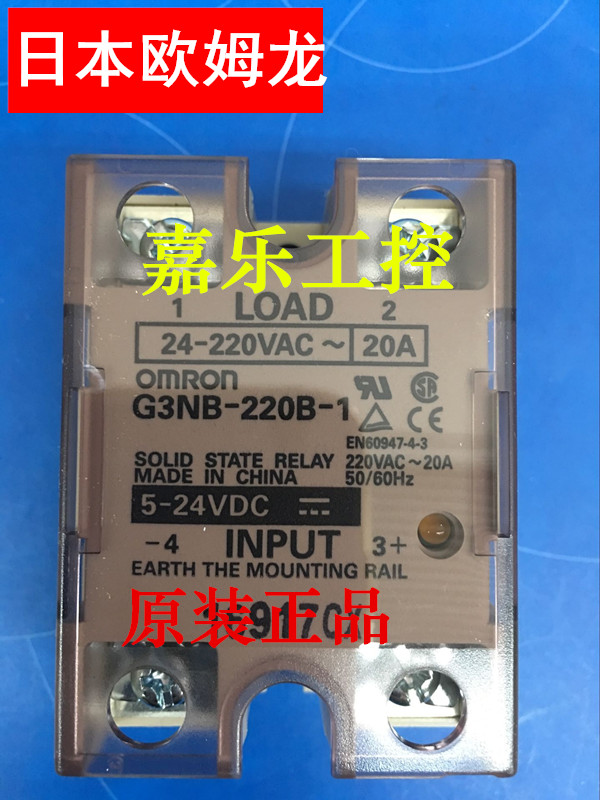 日本欧姆龙
嘉乐工控
1 LOAD 2
24-220VAC ~ 20A
OMRON
G3NB-220B-1
EN60947-4-3
SOLID STATE RELAY 220VAC ~ 20A
MADE IN CHINA 50/60Hz
5-24VDC
-4 INPUT 3+
EARTH THE MOUNTING RAIL
原装正品